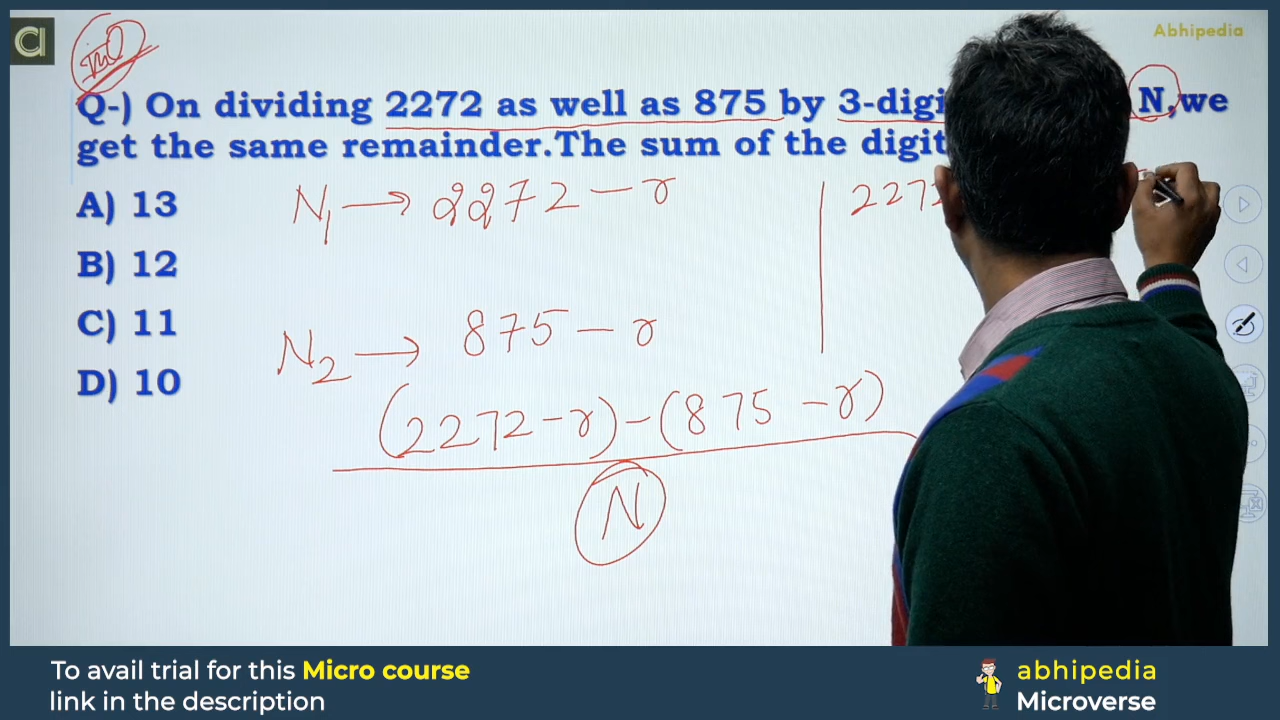 Abhipedia
Q-) On dividing 2272 as well as 875 by 3-digi N,we
get the same remainder.The sum of the digit
A) 13
B) 12
C) 11
D) 10
N1 → 2272 – r
2272
N2 → 875 – r
(2272-r)-(875 -r)
N
To avail trial for this Micro course
link in the description
abhipedia
Microverse